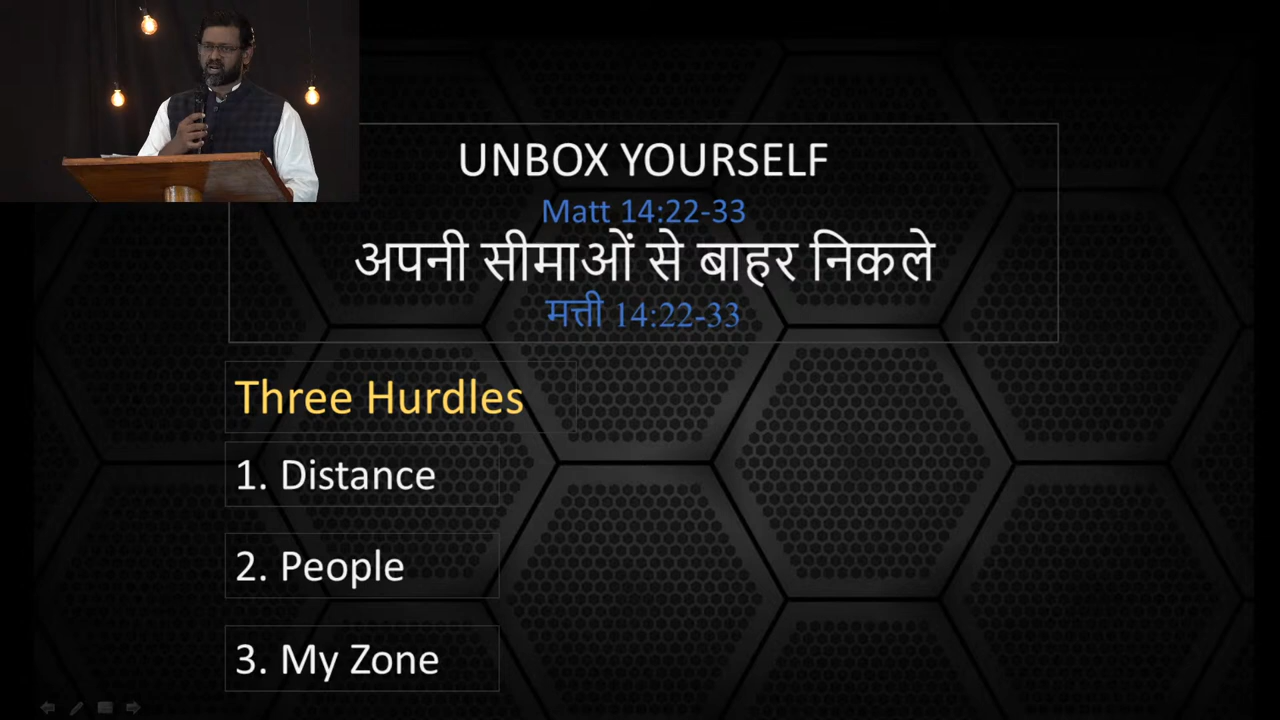 UNBOX YOURSELF
Matt 14:22-33
अपनी सीमाओं से बाहर निकले
मत्ती 14:22-33
Three Hurdles
1. Distance
2. People
3. My Zone